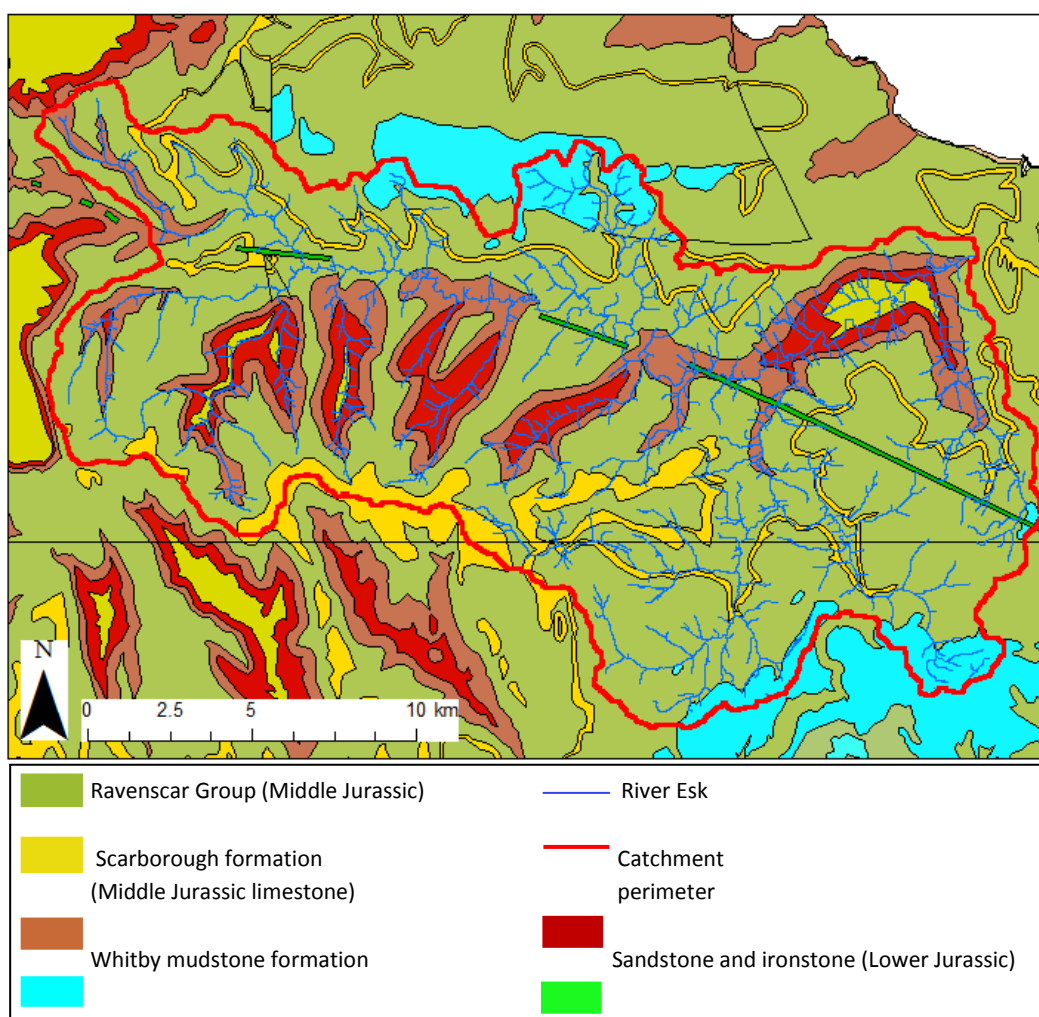 N
0 2.5 5 10 km
Ravenscar Group (Middle Jurassic)
River Esk
Scarborough formation
(Middle Jurassic limestone)
Catchment
perimeter
Whitby mudstone formation
Sandstone and ironstone (Lower Jurassic)